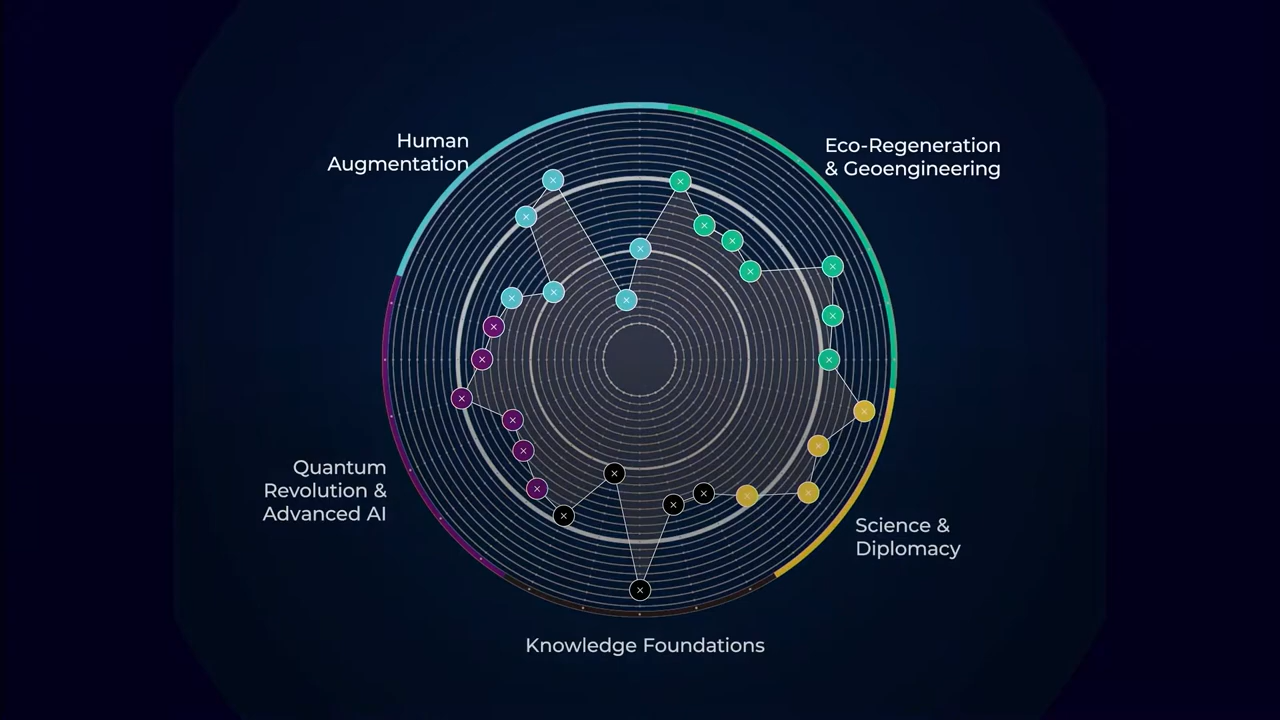 Human
Augmentation
Eco-Regeneration
& Geoengineering
Quantum
Revolution &
Advanced AI
Science &
Diplomacy
Knowledge Foundations